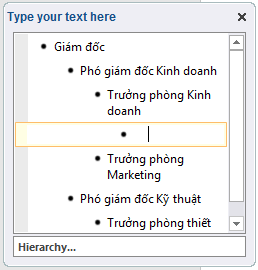 Type your text here
Giám đốc
Phó giám đốc Kinh doanh
Trưởng phòng Kinh
doanh
Trưởng phòng
Marketing
Phó giám đốc Kỹ thuật
Trưởng phòng thiết
Hierarchy...